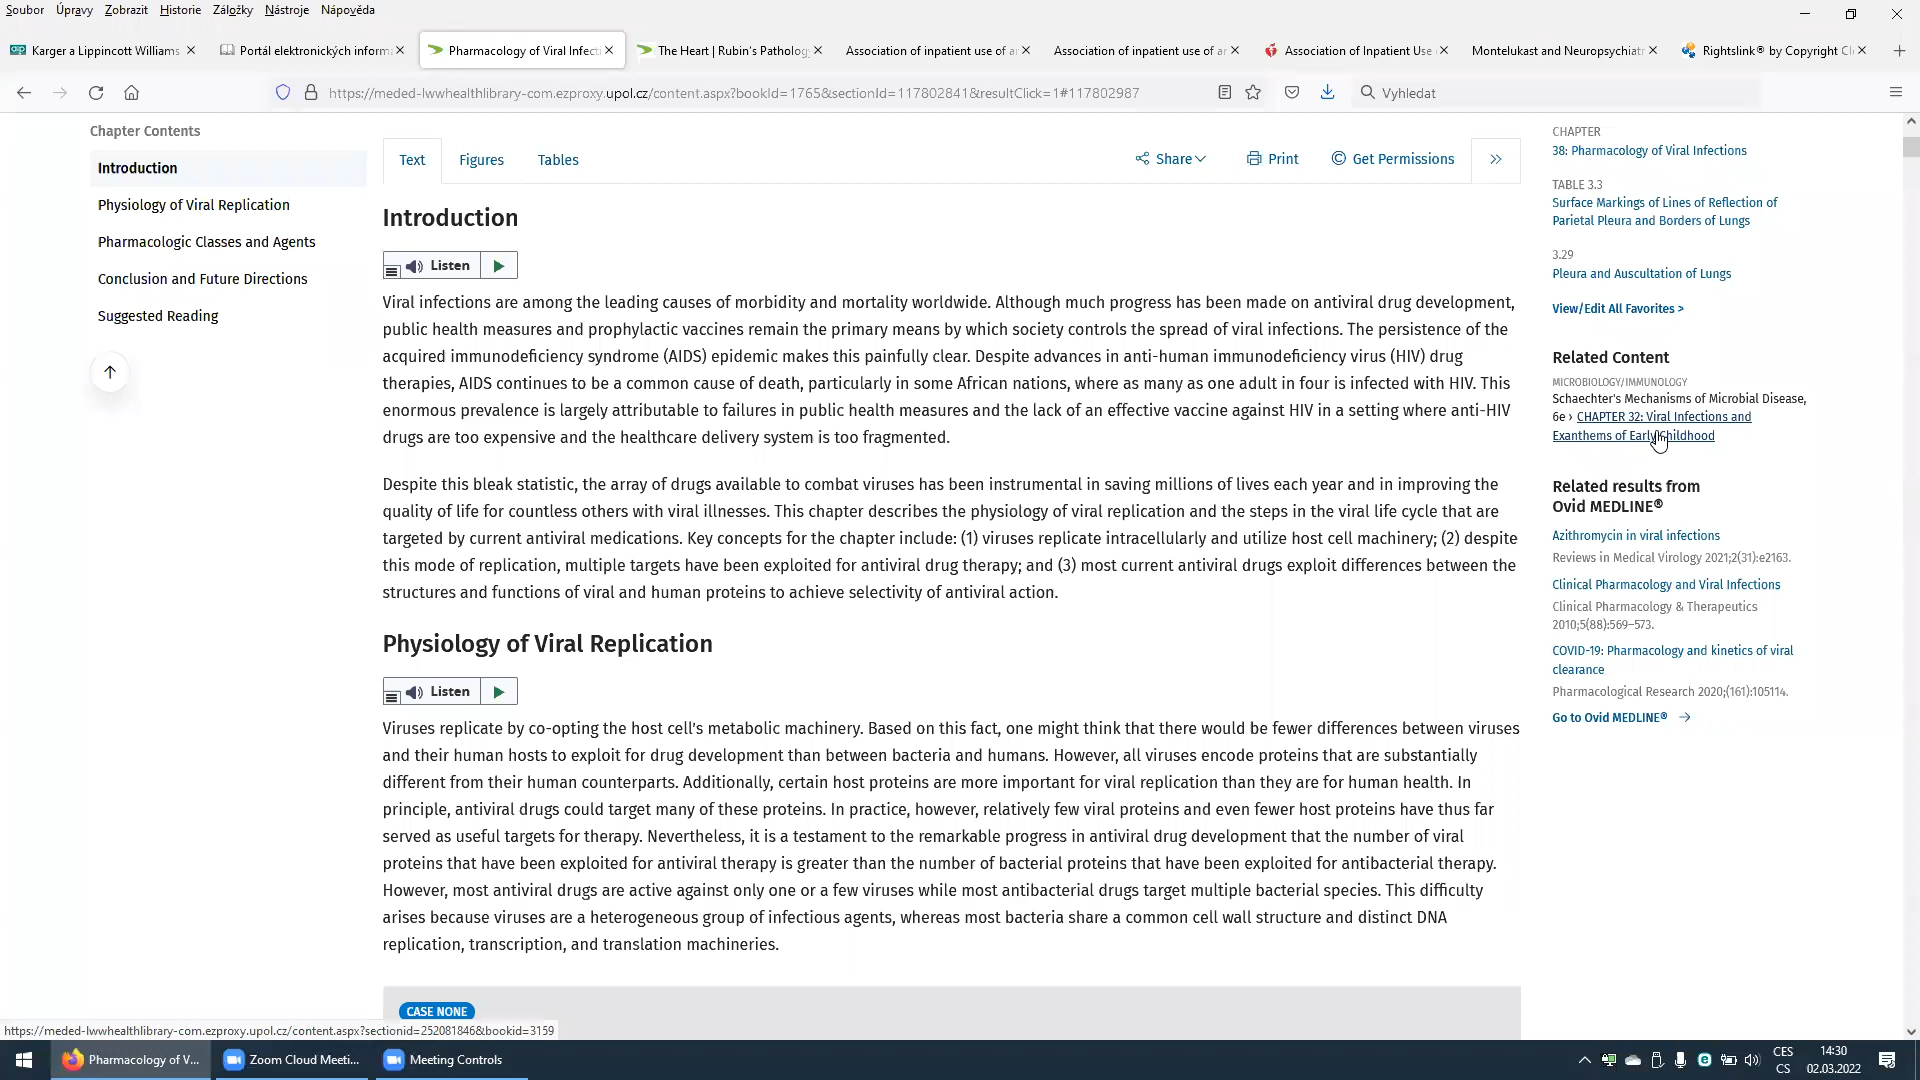 Soubor Úpravy Zobrazit Historie Záložky Nástroje Nápověda
Karger a Lippincott Williams
Portál elektronických inform
Pharmacology of Viral Infecti
The Heart | Rubin's Patholog
Association of inpatient use of ar
Association of inpatient use of ar
Association of Inpatient Use
Montelukast and Neuropsychiatr
Rightslink® by Copyright Cl
https://meded-lwwhealthlibrary-com.ezproxy.upol.cz/content.aspx?bookId=1765&sectionId=117802841&resultClick=1#117802987
Vyhledat
Chapter Contents
Introduction
Physiology of Viral Replication
Pharmacologic Classes and Agents
Conclusion and Future Directions
Suggested Reading
Text Figures Tables
Share Print © Get Permissions
Introduction
Listen
Viral infections are among the leading causes of morbidity and mortality worldwide. Although much progress has been made on antiviral drug development,
public health measures and prophylactic vaccines remain the primary means by which society controls the spread of viral infections. The persistence of the
acquired immunodeficiency syndrome (AIDS) epidemic makes this painfully clear. Despite advances in anti-human immunodeficiency virus (HIV) drug
therapies, AIDS continues to be a common cause of death, particularly in some African nations, where as many as one adult in four is infected with HIV. This
enormous prevalence is largely attributable to failures in public health measures and the lack of an effective vaccine against HIV in a setting where anti-HIV
drugs are too expensive and the healthcare delivery system is too fragmented.
Despite this bleak statistic, the array of drugs available to combat viruses has been instrumental in saving millions of lives each year and in improving the
quality of life for countless others with viral illnesses. This chapter describes the physiology of viral replication and the steps in the viral life cycle that are
targeted by current antiviral medications. Key concepts for the chapter include: (1) viruses replicate intracellularly and utilize host cell machinery; (2) despite
this mode of replication, multiple targets have been exploited for antiviral drug therapy; and (3) most current antiviral drugs exploit differences between the
structures and functions of viral and human proteins to achieve selectivity of antiviral action.
Physiology of Viral Replication
Listen
Viruses replicate by co-opting the host cell's metabolic machinery. Based on this fact, one might think that there would be fewer differences between viruses
and their human hosts to exploit for drug development than between bacteria and humans. However, all viruses encode proteins that are substantially
different from their human counterparts. Additionally, certain host proteins are more important for viral replication than they are for human health. In
principle, antiviral drugs could target many of these proteins. In practice, however, relatively few viral proteins and even fewer host proteins have thus far
served as useful targets for therapy. Nevertheless, it is a testament to the remarkable progress in antiviral drug development that the number of viral
proteins that have been exploited for antiviral therapy is greater than the number of bacterial proteins that have been exploited for antibacterial therapy.
However, most antiviral drugs are active against only one or a few viruses while most antibacterial drugs target multiple bacterial species. This difficulty
arises because viruses are a heterogeneous group of infectious agents, whereas most bacteria share a common cell wall structure and distinct DNA
replication, transcription, and translation machineries.
CASE NONE
CHAPTER
38: Pharmacology of Viral Infections
TABLE 3.3
Surface Markings of Lines of Reflection of
Parietal Pleura and Borders of Lungs
3.29
Pleura and Auscultation of Lungs
View/Edit All Favorites >
Related Content
MICROBIOLOGY/IMMUNOLOGY
Schaechter's Mechanisms of Microbial Disease,
6e › CHAPTER 32: Viral Infections and
Exanthems of Early Childhood
Related results from
Ovid MEDLINE®
Azithromycin in viral infections
Reviews in Medical Virology 2021;2(31):e2163.
Clinical Pharmacology and Viral Infections
Clinical Pharmacology & Therapeutics
2010;5(88):569–573.
COVID-19: Pharmacology and kinetics of viral
clearance
Pharmacological Research 2020;(161):105114.
Go to Ovid MEDLINE®
https://meded-lwwhealthlibrary-com.ezproxy.upol.cz/content.aspx?sectionid=252081846&bookid=3159
Pharmacology of V...
Zoom Cloud Meeti...
Meeting Controls
CES
CS
14:30
02.03.2022